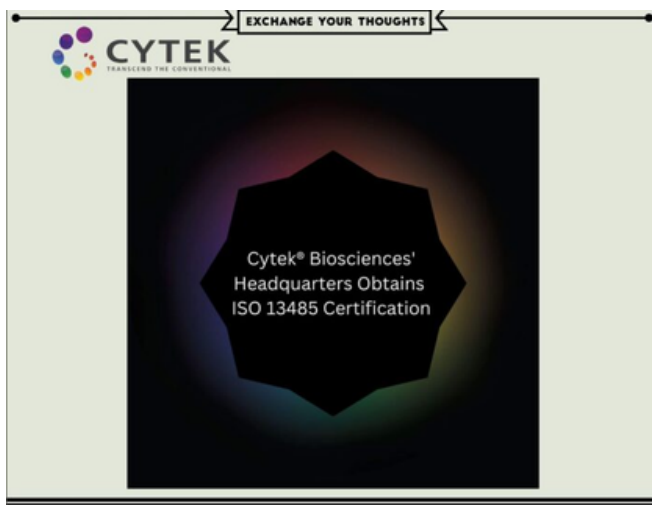 EXCHANGE YOUR THOUGHTS
CYTEK
TRANSCEND THE CONVENTIONAL
Cytek® Biosciences'
Headquarters Obtains
ISO 13485 Certification